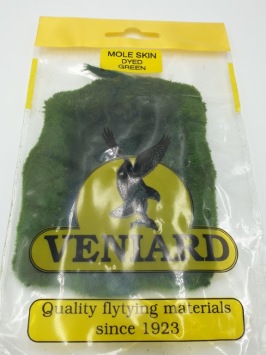 MOLE SKIN
DYED
GREEN
VENIARD
Quality flytying materials
since 1923